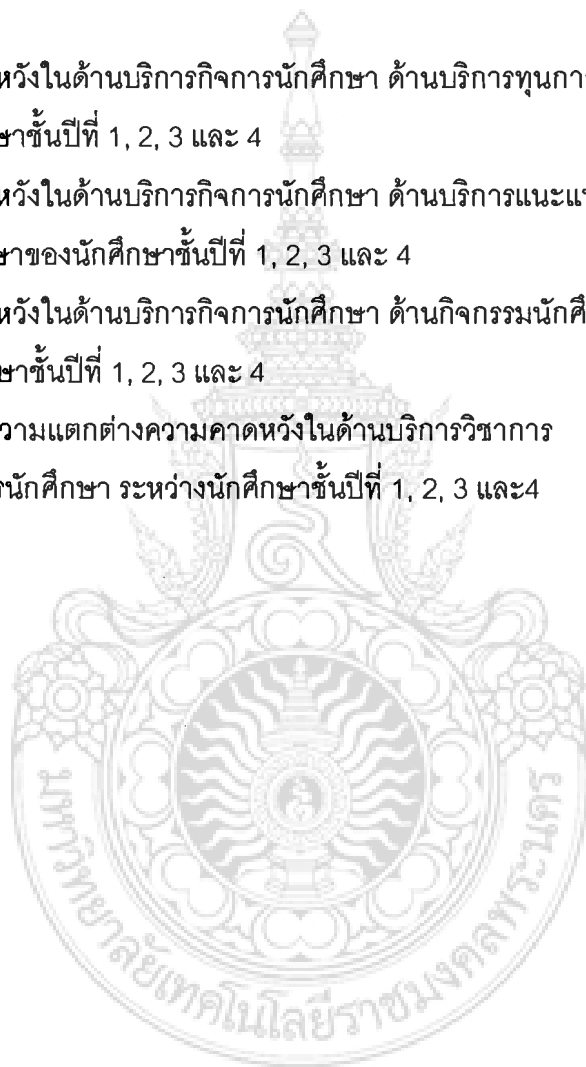 หวังในด้านบริการกิจการนักศึกษา ด้านบริการทุนการ
ษาชั้นปีที่ 1, 2, 3 และ 4
หวังในด้านบริการกิจการนักศึกษา ด้านบริการแนะแน
ษาของนักศึกษาชั้นปีที่ 1, 2, 3 และ 4
หวังในด้านบริการกิจการนักศึกษา ด้านกิจกรรมนักศึ
ษาชั้นปีที่ 1, 2, 3 และ 4
วามแตกต่างความคาดหวังในด้านบริการวิชาการ
รนักศึกษา ระหว่างนักศึกษาชั้นปีที่ 1, 2, 3 และ4
มหาวิทยาลัยเทคโนโลยีราชมงคลพระนคร